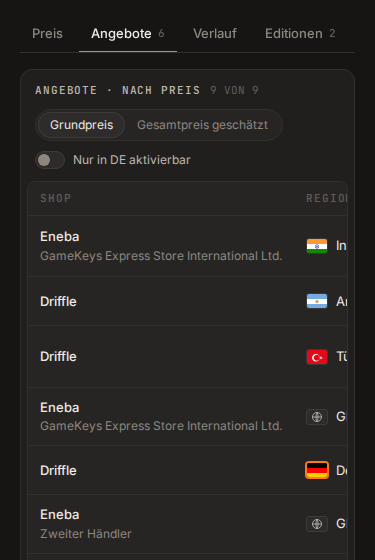 Preis Angebote 6 Verlauf Editionen 2
ANGEBOTE · NACH PREIS 9 VON 9
Grundpreis Gesamtpreis geschätzt
Nur in DE aktivierbar
SHOP REGION
Eneba In
GameKeys Express Store International Ltd.
Driffle Ar
Driffle Tü
Eneba Gl
GameKeys Express Store International Ltd.
Driffle De
Eneba Gl
Zweiter Händler